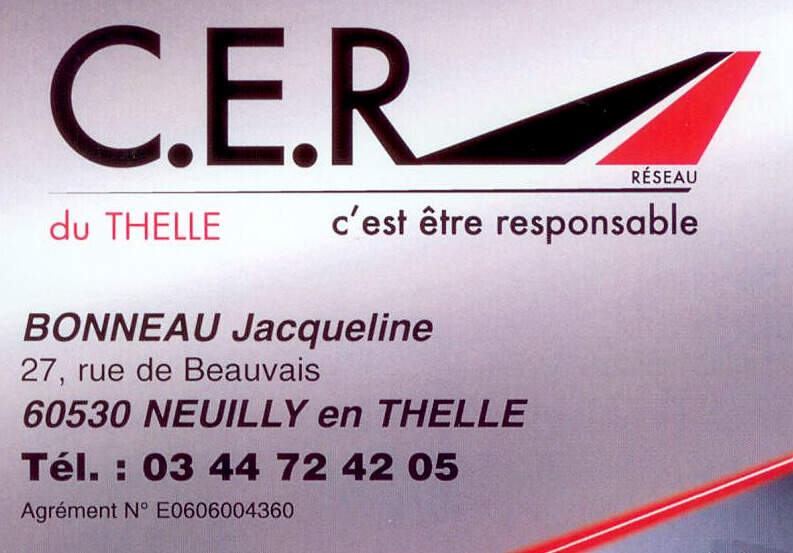 C.E.R
RÉSEAU
du THELLE
c'est être responsable
BONNEAU Jacqueline
27, rue de Beauvais
60530 NEUILLY en THELLE
Tél. : 03 44 72 42 05
Agrément N° E0606004360